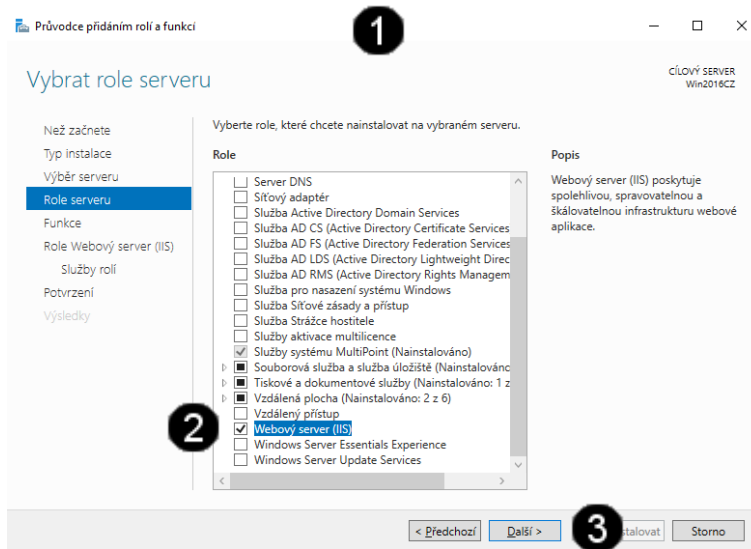 Průvodce přidáním rolí a funkcí
1
Vybrat role serveru
CÍLOVÝ SERVER
Win2016CZ
Než začnete
Typ instalace
Výběr serveru
Role serveru
Funkce
Role Webový server (IIS)
Služby rolí
Potvrzení
Výsledky
Vyberte role, které chcete nainstalovat na vybraném serveru.
Role
Server DNS
Síťový adaptér
Služba Active Directory Domain Services
Služba AD CS (Active Directory Certificate Services
Služba AD FS (Active Directory Federation Services
Služba AD LDS (Active Directory Lightweight Direc
Služba AD RMS (Active Directory Rights Managem
Služba pro nasazení systému Windows
Služba Síťové zásady a přístup
Služba Strážce hostitele
Služby aktivace multilicence
Služby systému MultiPoint (Nainstalováno)
Souborová služba a služba úložiště (Nainstalováno
Tiskové a dokumentové služby (Nainstalováno: 1 z
Vzdálená plocha (Nainstalováno: 2 z 6)
Vzdálený přístup
2
Webový server (IIS)
Windows Server Essentials Experience
Windows Server Update Services
Popis
Webový server (IIS) poskytuje
spolehlivou, spravovatelnou a
škálovatelnou infrastrukturu webové
aplikace.
< Předchozí
Další >
3
talovat
Storno